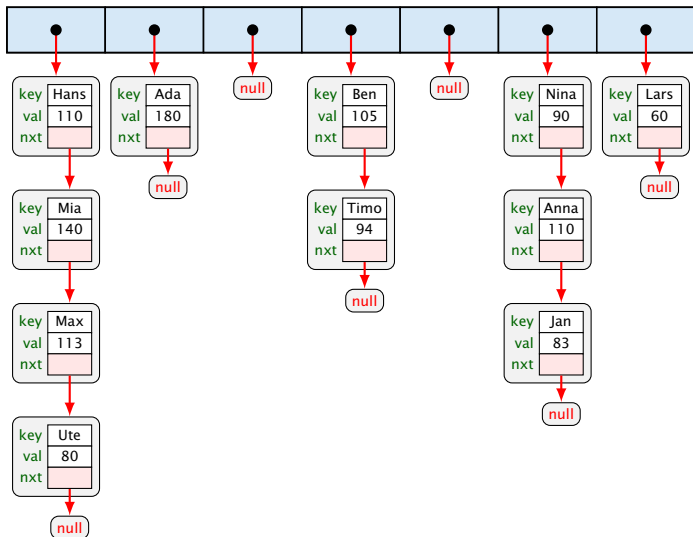 key Hans key Ada null key Ben null key Nina key Lars
val 110 val 180 val 105 val 90 val 60
nxt nxt nxt nxt nxt
null null
key Mia key Timo key Anna
val 140 val 94 val 110
nxt nxt nxt
null
key Max key Jan
val 113 val 83
nxt nxt
null
key Ute
val 80
nxt
null